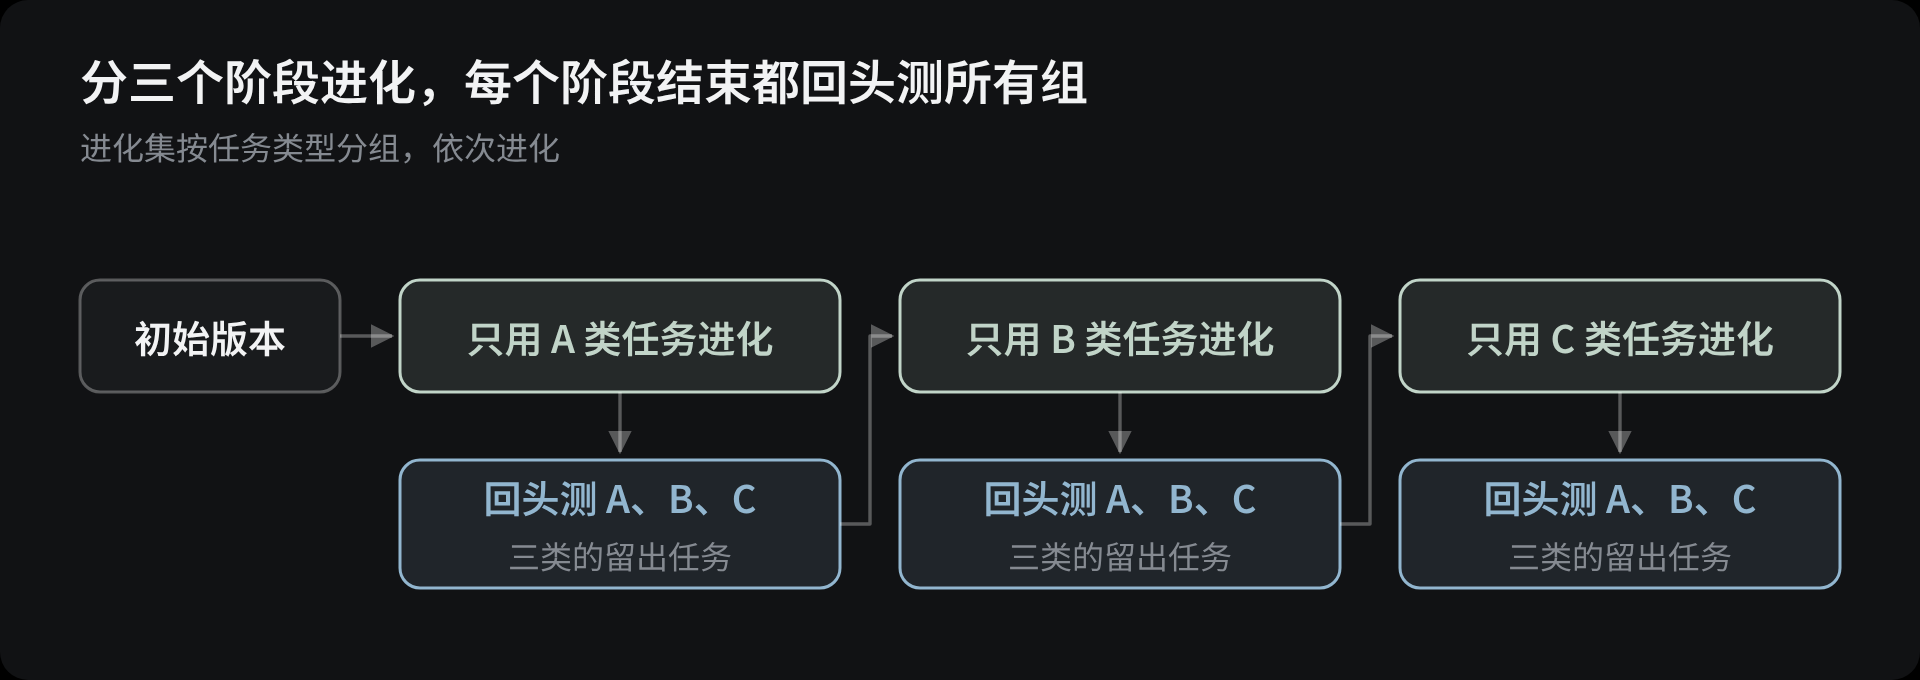 分三个阶段进化，每个阶段结束都回头测所有组
进化集按任务类型分组，依次进化
初始版本
只用 A 类任务进化
只用 B 类任务进化
只用 C 类任务进化
回头测 A、B、C
三类的留出任务
回头测 A、B、C
三类的留出任务
回头测 A、B、C
三类的留出任务